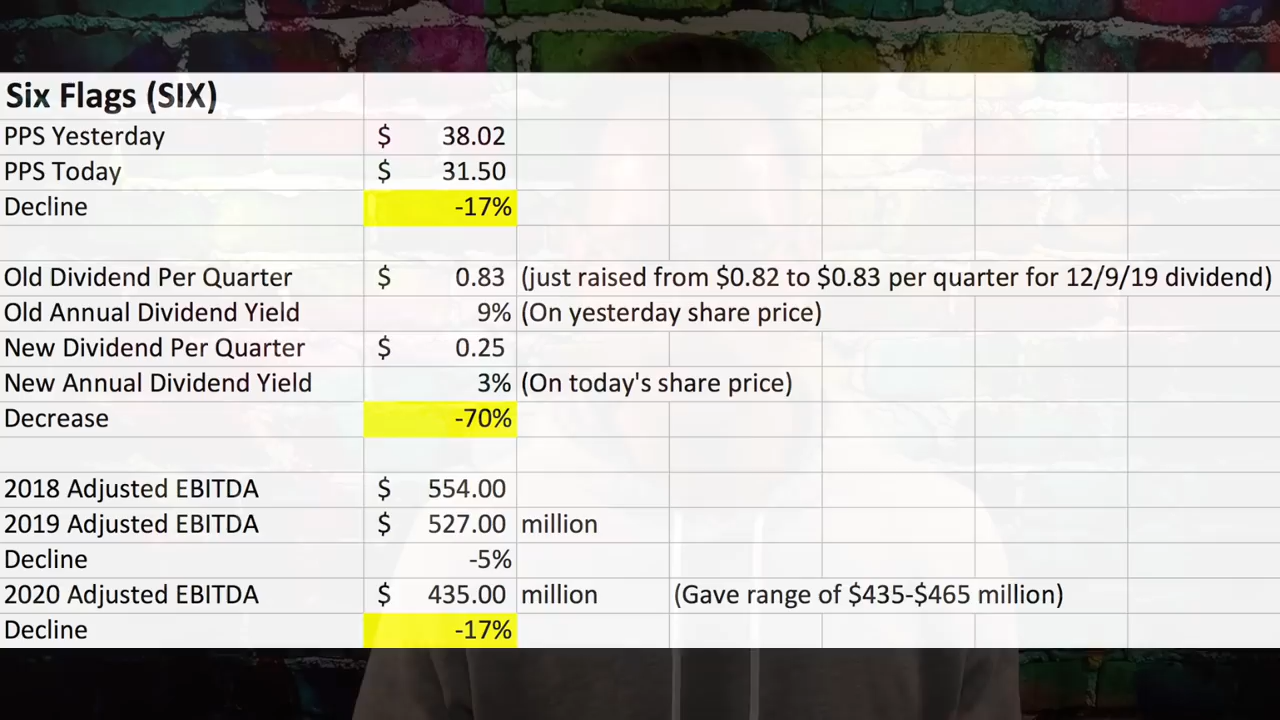 Six Flags (SIX)
PPS Yesterday $ 38.02
PPS Today $ 31.50
Decline -17%
Old Dividend Per Quarter $ 0.83 (just raised from $0.82 to $0.83 per quarter for 12/9/19 dividend)
Old Annual Dividend Yield 9% (On yesterday share price)
New Dividend Per Quarter $ 0.25
New Annual Dividend Yield 3% (On today's share price)
Decrease -70%
2018 Adjusted EBITDA $ 554.00
2019 Adjusted EBITDA $ 527.00 million
Decline -5%
2020 Adjusted EBITDA $ 435.00 million (Gave range of $435-$465 million)
Decline -17%